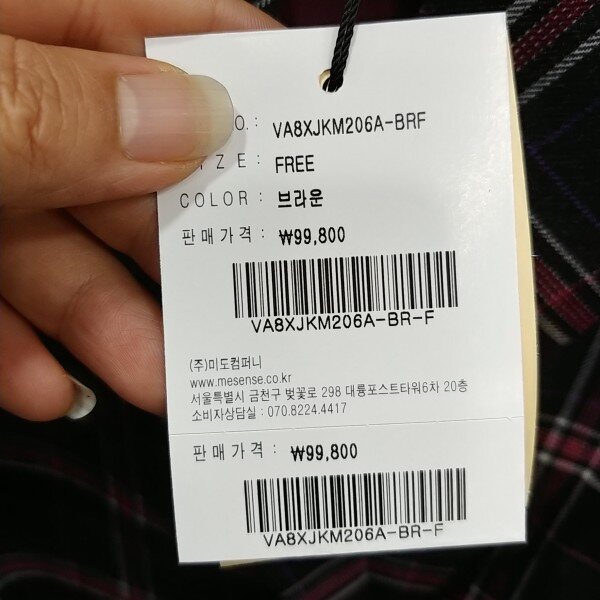 O. : VA8XJKM206A-BRF
I Z E : FREE
COLOR : 브라운
판매가격 : ₩99,800
VA8XJKM206A-BR-F
(주)미도컴퍼니
www.mesense.co.kr
서울특별시 금천구 벚꽃로 298 대륭포스트타워6차 20층
소비자상담실 : 070.8224.4417
판매가격 : ₩99,800
VA8XJKM206A-BR-F